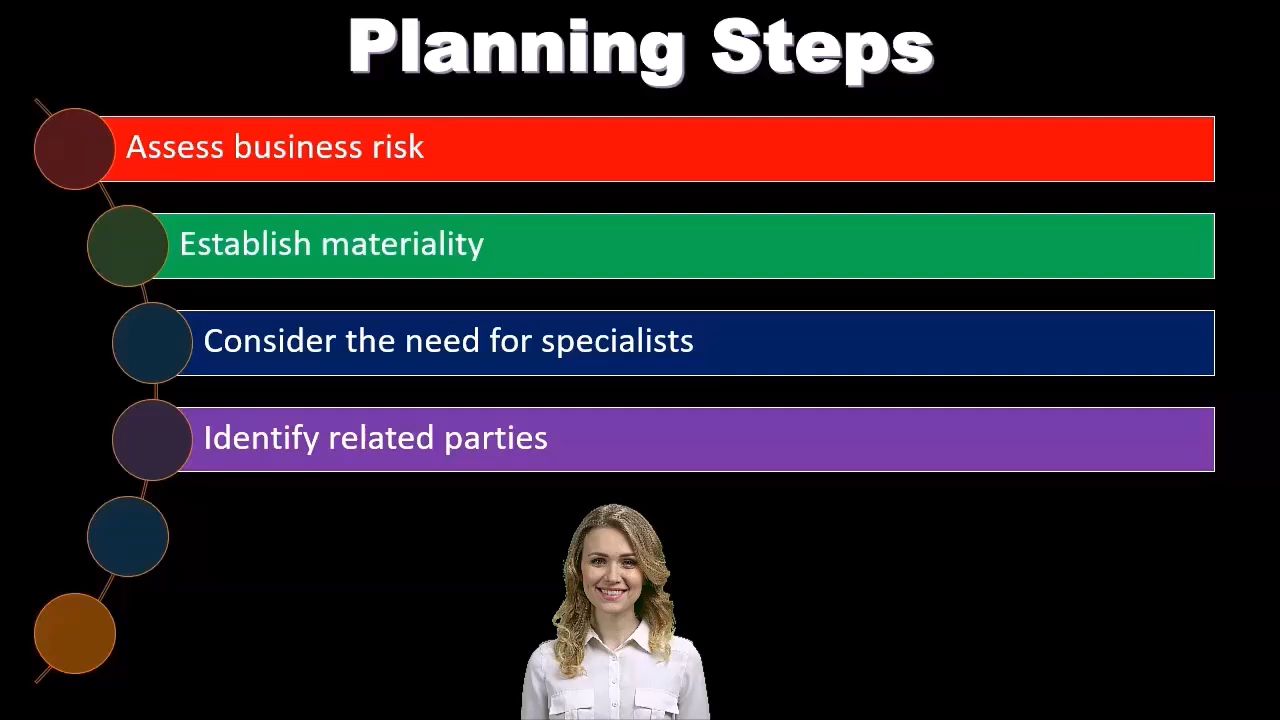 Planning Steps
Assess business risk
Establish materiality
Consider the need for specialists
Identify related parties